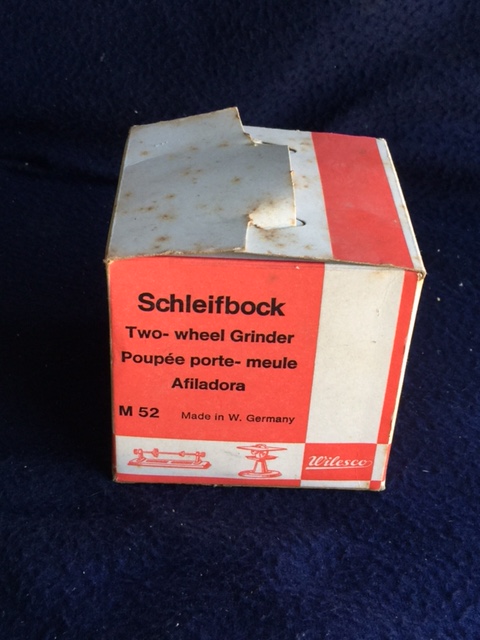 Schleifbock
Two- wheel Grinder
Poupée porte- meule
Afiladora
M 52 Made in W. Germany
Wilesco